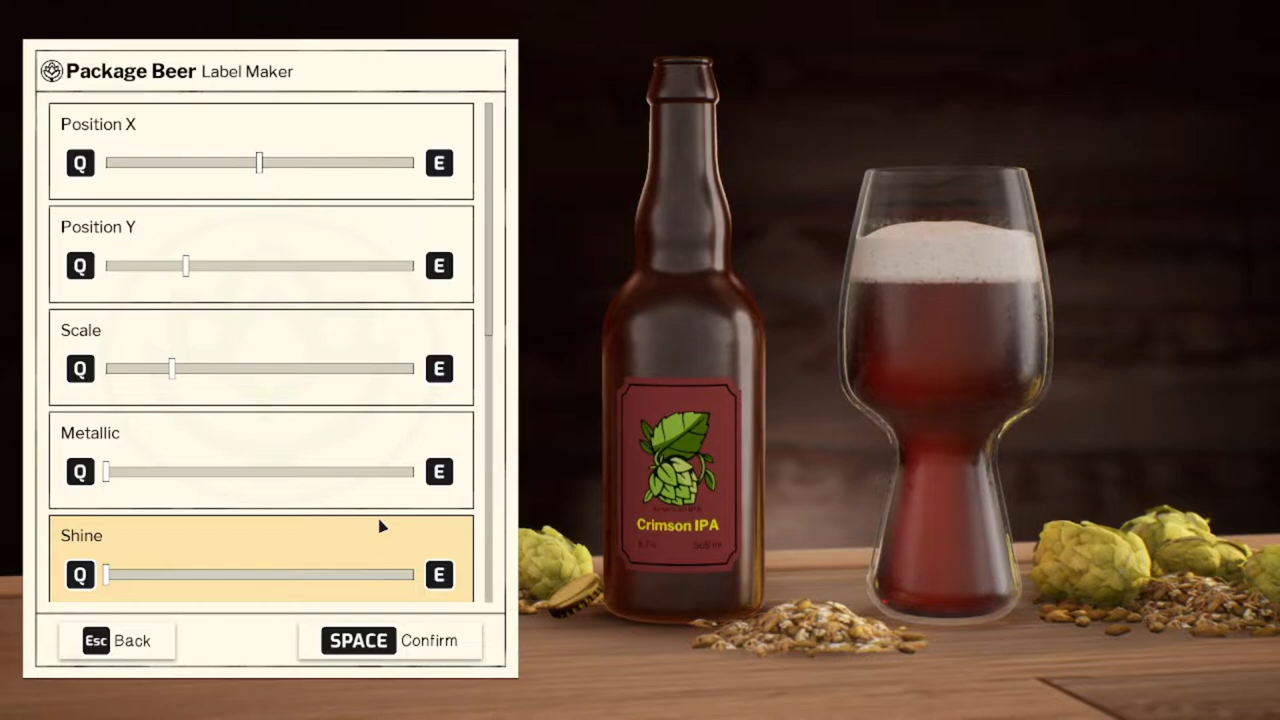 Package Beer Label Maker
Position X
Q E
Position Y
Q E
Scale
Q E
Metallic
Q E
Shine
Q E
Esc Back
SPACE Confirm
Crimson IPA